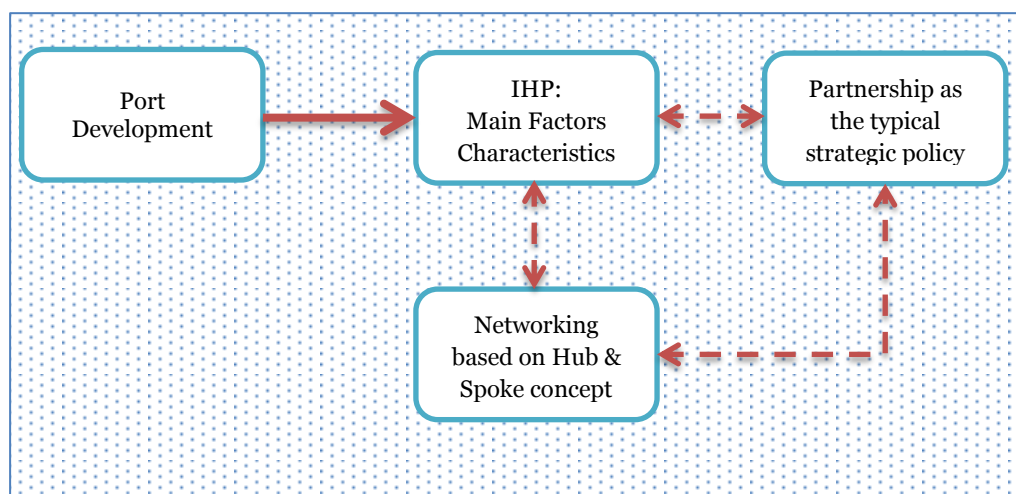 Port
Development
IHP:
Main Factors
Characteristics
Partnership as
the typical
strategic policy
Networking
based on Hub &
Spoke concept